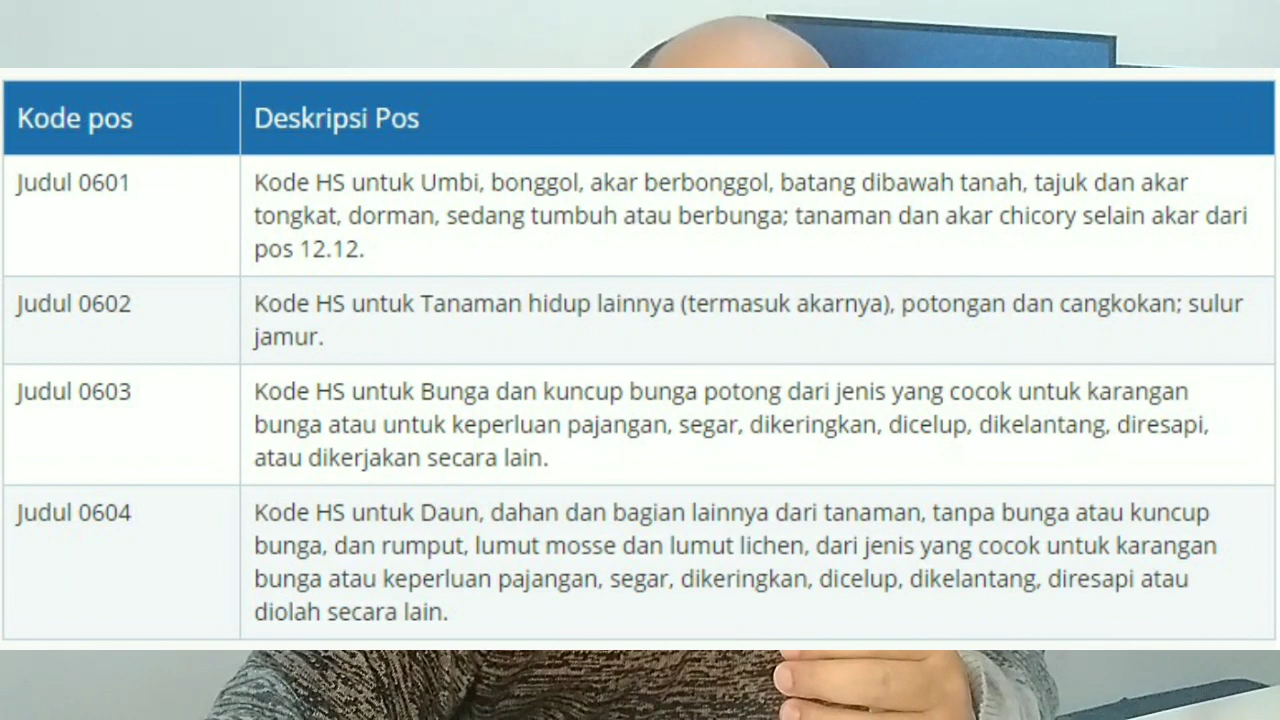 Kode pos
Deskripsi Pos
Judul 0601
Kode HS untuk Umbi, bonggol, akar berbonggol, batang dibawah tanah, tajuk dan akar
tongkat, dorman, sedang tumbuh atau berbunga; tanaman dan akar chicory selain akar dari
pos 12.12.
Judul 0602
Kode HS untuk Tanaman hidup lainnya (termasuk akarnya), potongan dan cangkokan; sulur
jamur.
Judul 0603
Kode HS untuk Bunga dan kuncup bunga potong dari jenis yang cocok untuk karangan
bunga atau untuk keperluan pajangan, segar, dikeringkan, dicelup, dikelantang, diresapi,
atau dikerjakan secara lain.
Judul 0604
Kode HS untuk Daun, dahan dan bagian lainnya dari tanaman, tanpa bunga atau kuncup
bunga, dan rumput, lumut mosse dan lumut lichen, dari jenis yang cocok untuk karangan
bunga atau keperluan pajangan, segar, dikeringkan, dicelup, dikelantang, diresapi atau
diolah secara lain.